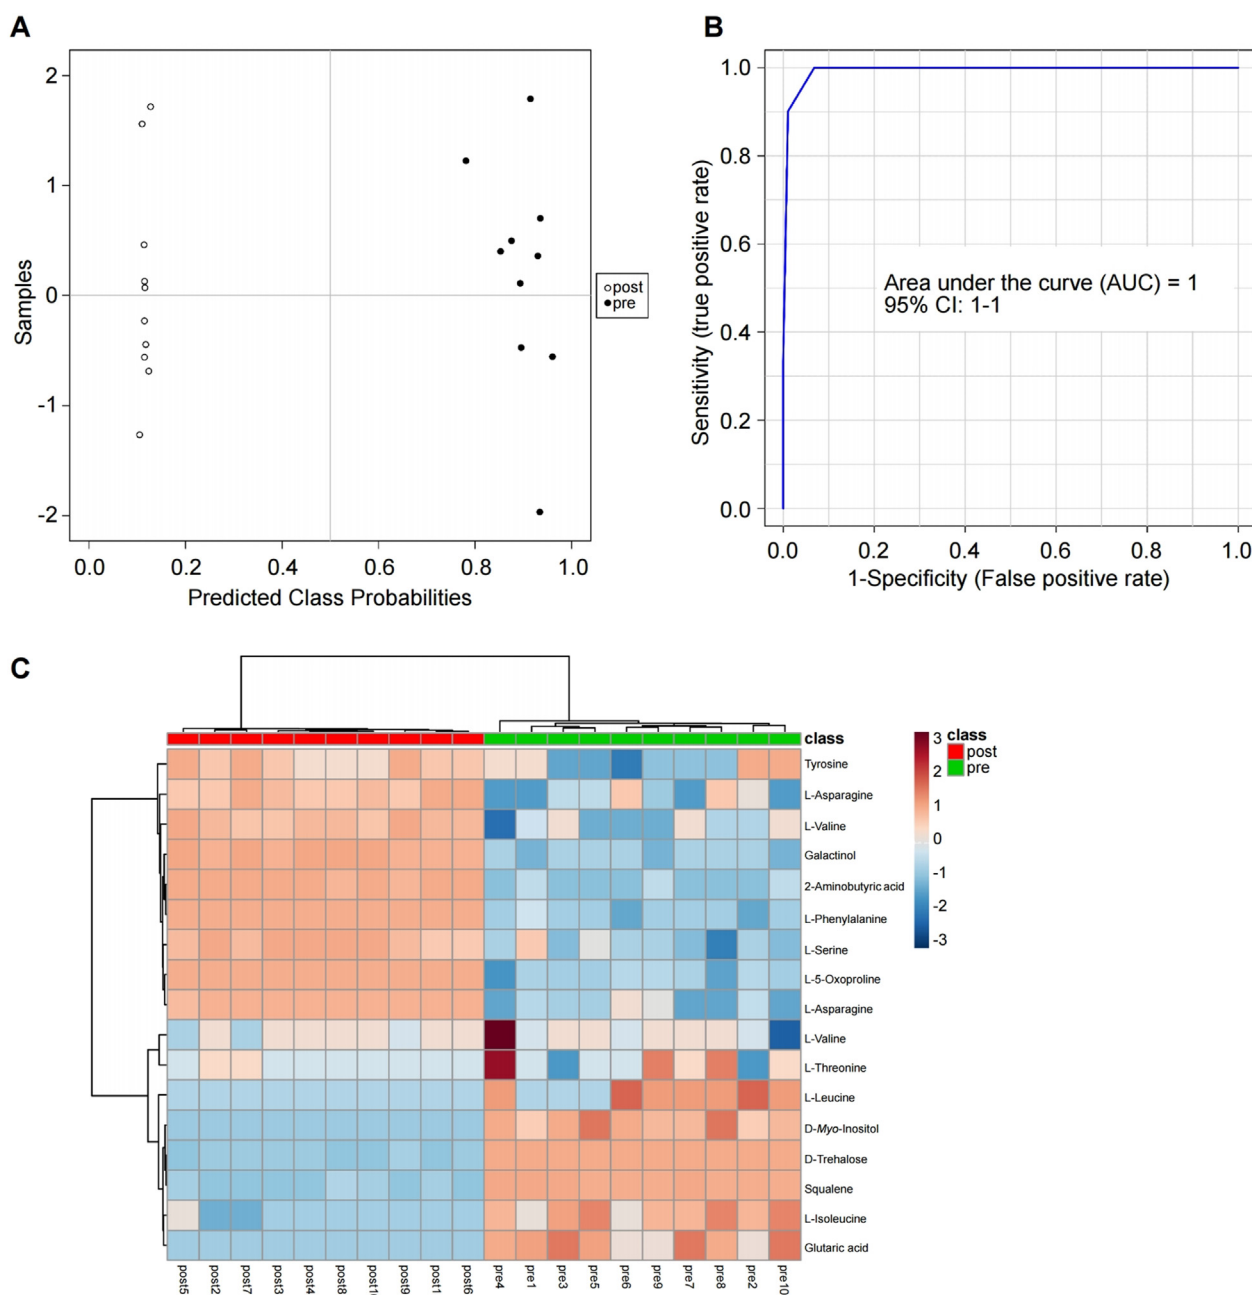 A
2
1
0
-1
-2
Samples
0.0 0.2 0.4 0.6 0.8 1.0
Predicted Class Probabilities
post
pre
B
1.0
0.8
0.6
0.4
0.2
0.0
Sensitivity (true positive rate)
Area under the curve (AUC) = 1
95% CI: 1-1
0.0 0.2 0.4 0.6 0.8 1.0
1-Specificity (False positive rate)
C
class
Tyrosine
L-Asparagine
L-Valine
Galactinol
2-Aminobutyric acid
L-Phenylalanine
L-Serine
L-5-Oxoproline
L-Asparagine
L-Valine
L-Threonine
L-Leucine
D-Myo-Inositol
D-Trehalose
Squalene
L-Isoleucine
Glutaric acid
3
2
1
0
-1
-2
-3
class
post
pre
post5 post2 post7 post3 post4 post8 post9 post1 post6 pre4 pre1 pre3 pre5 pre6 pre9 pre7 pre8 pre2 pre10